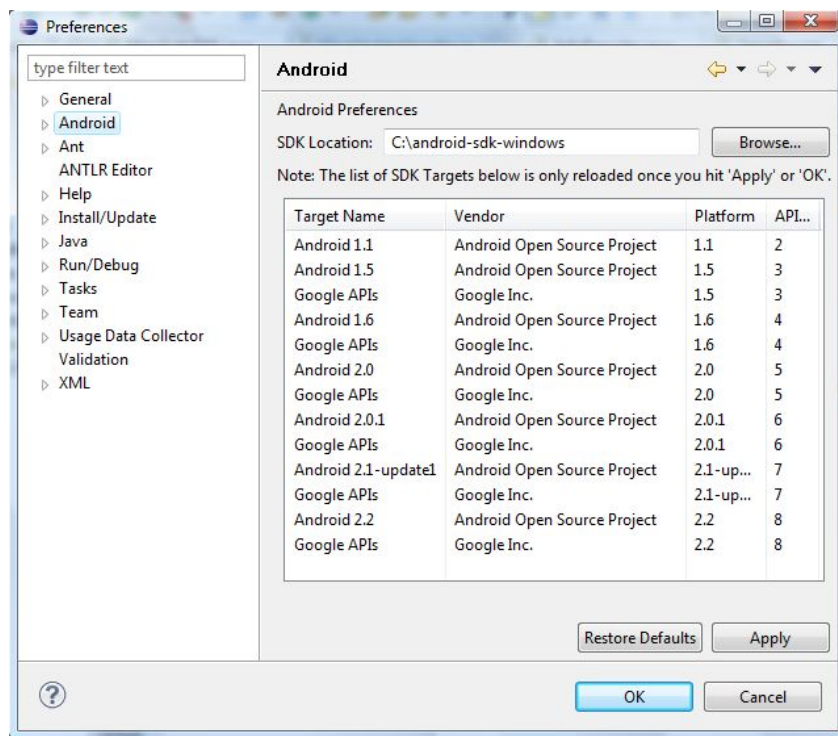 Preferences
type filter text
General
Android
Ant
ANTLR Editor
Help
Install/Update
Java
Run/Debug
Tasks
Team
Usage Data Collector
Validation
XML
Android
Android Preferences
SDK Location: C:\android-sdk-windows Browse...
Note: The list of SDK Targets below is only reloaded once you hit 'Apply' or 'OK'.
Target Name Vendor Platform API...
Android 1.1 Android Open Source Project 1.1 2
Android 1.5 Android Open Source Project 1.5 3
Google APIs Google Inc. 1.5 3
Android 1.6 Android Open Source Project 1.6 4
Google APIs Google Inc. 1.6 4
Android 2.0 Android Open Source Project 2.0 5
Google APIs Google Inc. 2.0 5
Android 2.0.1 Android Open Source Project 2.0.1 6
Google APIs Google Inc. 2.0.1 6
Android 2.1-update1 Android Open Source Project 2.1-up... 7
Google APIs Google Inc. 2.1-up... 7
Android 2.2 Android Open Source Project 2.2 8
Google APIs Google Inc. 2.2 8
Restore Defaults Apply
? OK Cancel